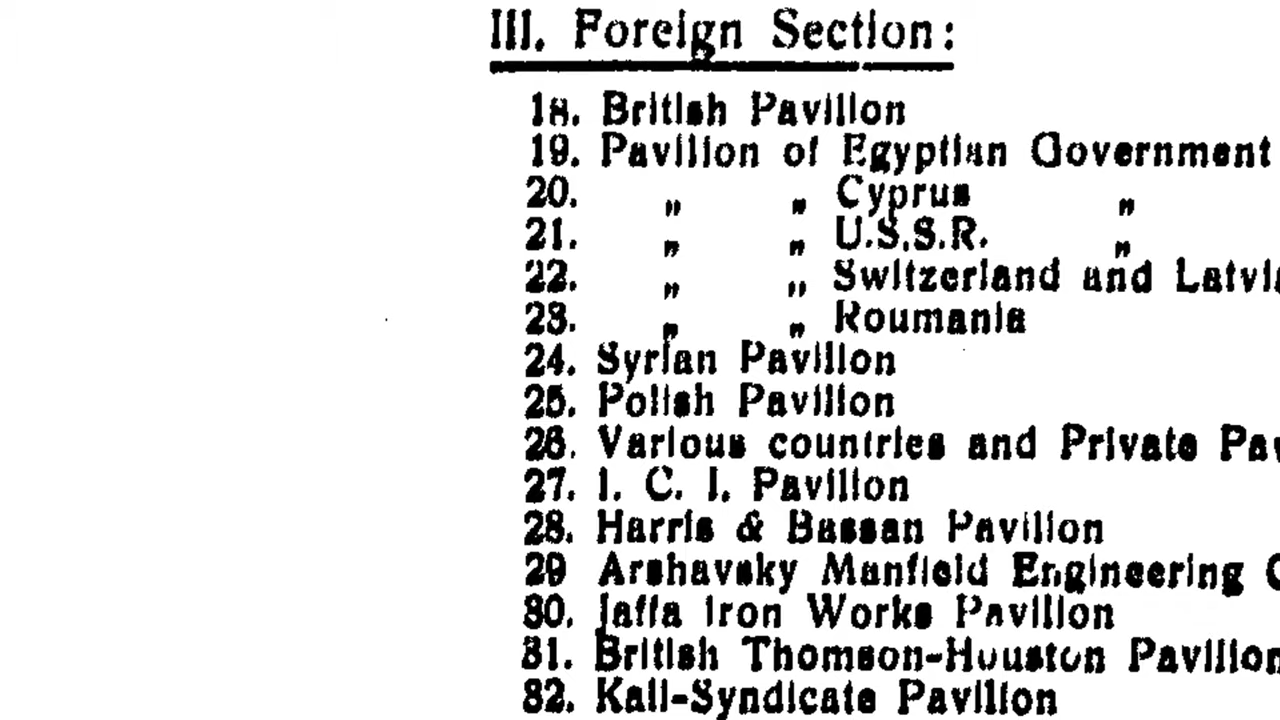 III. Foreign Section:
18. British Pavilion
19. Pavilion of Egyptian Government
20. „ „ Cyprus „
21. „ „ U.S.S.R. „
22. „ „ Switzerland and Latvia
23. „ „ Roumania
24. Syrian Pavilion
25. Polish Pavilion
26. Various countries and Private Pav
27. I. C. I. Pavilion
28. Harris & Bassan Pavilion
29 Arshavsky Manfield Engineering C
30. Jaffa Iron Works Pavilion
31. British Thomson-Houston Pavilion
32. Kali-Syndicate Pavilion